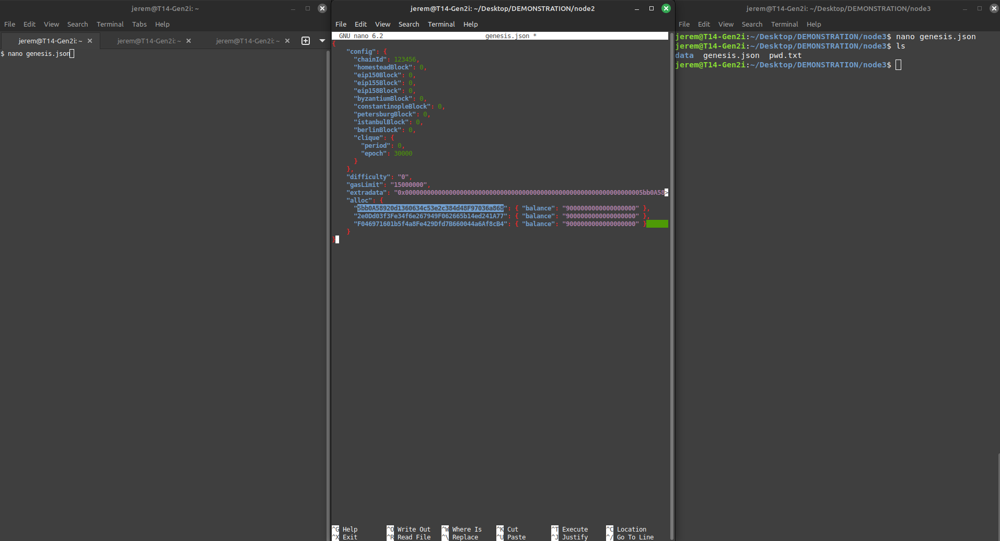 jerem@T14-Gen2i: ~
File Edit View Search Terminal Tabs Help
jerem@T14-Gen2i: ~ jerem@T14-Gen2i: ~ jerem@T14-Gen2i: ~
$ nano genesis.json
jerem@T14-Gen2i: ~/Desktop/DEMONSTRATION/node2
File Edit View Search Terminal Help
GNU nano 6.2 genesis.json *
{
"config": {
"chainId": 123456,
"homesteadBlock": 0,
"eip150Block": 0,
"eip155Block": 0,
"eip158Block": 0,
"byzantiumBlock": 0,
"constantinopleBlock": 0,
"petersburgBlock": 0,
"istanbulBlock": 0,
"berlinBlock": 0,
"clique": {
"period": 0,
"epoch": 30000
}
},
"difficulty": "0",
"gasLimit": "15000000",
"extradata": "0x00000000000000000000000000000000000000000000000000000000000000005bb0A58>
"alloc": {
"5bb0A58920d1360634c53e2c384d48F97036a868": { "balance": "9000000000000000000" },
"2e0Dd03f3Fe34f6e267949F062665b14ed241A77": { "balance": "9000000000000000000" },
"F046971601b5f4a8Fe429Dfd7B660044a6Af8cB4": { "balance": "9000000000000000000" }
}
}
^G Help ^O Write Out ^W Where Is ^K Cut ^T Execute ^C Location
^X Exit ^R Read File ^\ Replace ^U Paste ^J Justify ^/ Go To Line
jerem@T14-Gen2i: ~/Desktop/DEMONSTRATION/node3
File Edit View Search Terminal Help
jerem@T14-Gen2i:~/Desktop/DEMONSTRATION/node3$ nano genesis.json
jerem@T14-Gen2i:~/Desktop/DEMONSTRATION/node3$ ls
data genesis.json pwd.txt
jerem@T14-Gen2i:~/Desktop/DEMONSTRATION/node3$